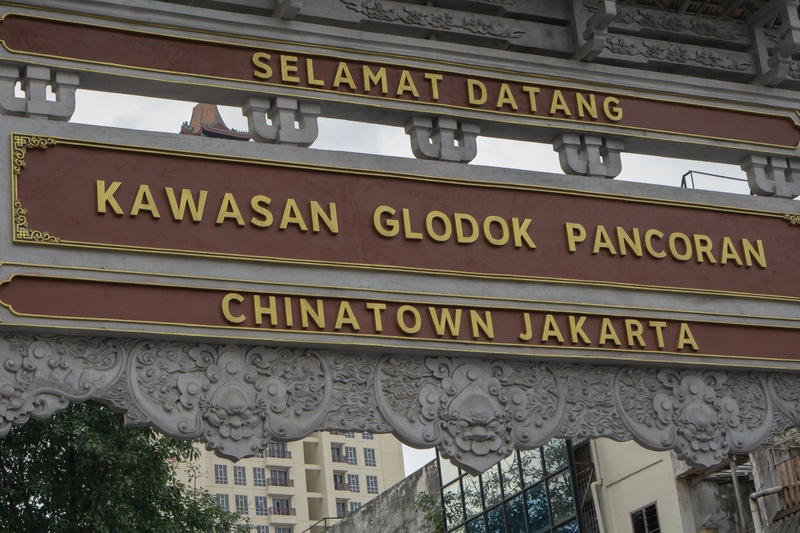 SELAMAT DATANG
KAWASAN GLODOK PANCORAN
CHINATOWN JAKARTA